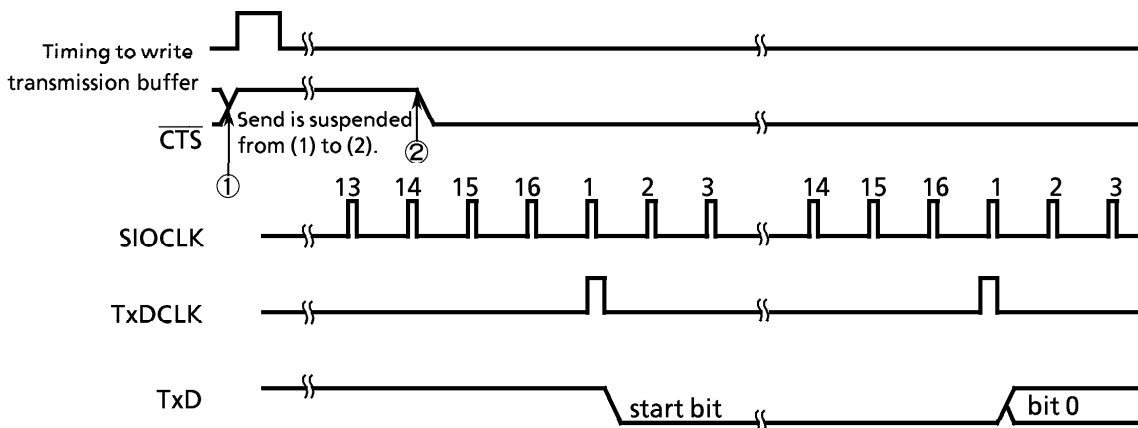 Timing to write
transmission buffer
CTS
Send is suspended
from (1) to (2).
① ②
13 14 15 16 1 2 3 14 15 16 1 2 3
SIOCLK
TxDCLK
TxD
start bit
bit 0